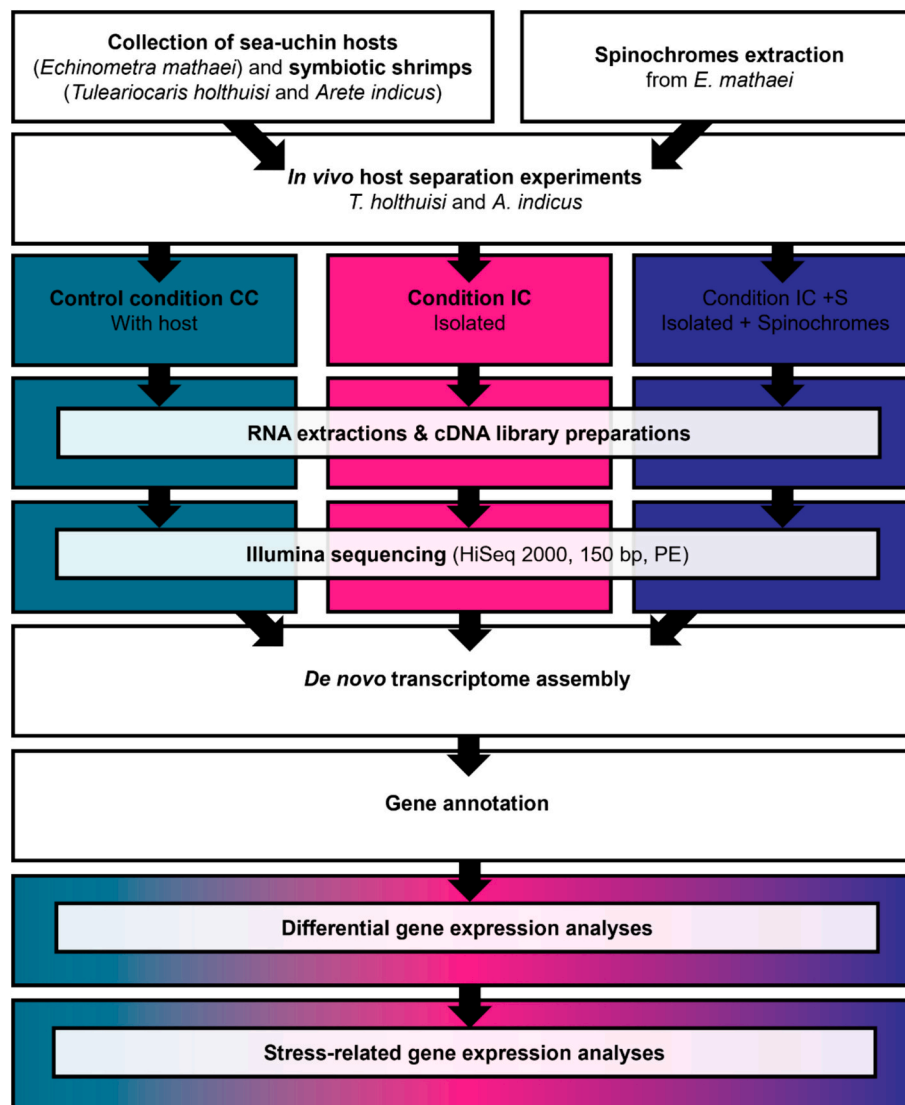 Collection of sea-uchin hosts
(Echinometra mathaei) and symbiotic shrimps
(Tuleariocaris holthuisi and Arete indicus)
Spinochromes extraction
from E. mathaei
In vivo host separation experiments
T. holthuisi and A. indicus
Control condition CC
With host
Condition IC
Isolated
Condition IC +S
Isolated + Spinochromes
RNA extractions & cDNA library preparations
Illumina sequencing (HiSeq 2000, 150 bp, PE)
De novo transcriptome assembly
Gene annotation
Differential gene expression analyses
Stress-related gene expression analyses